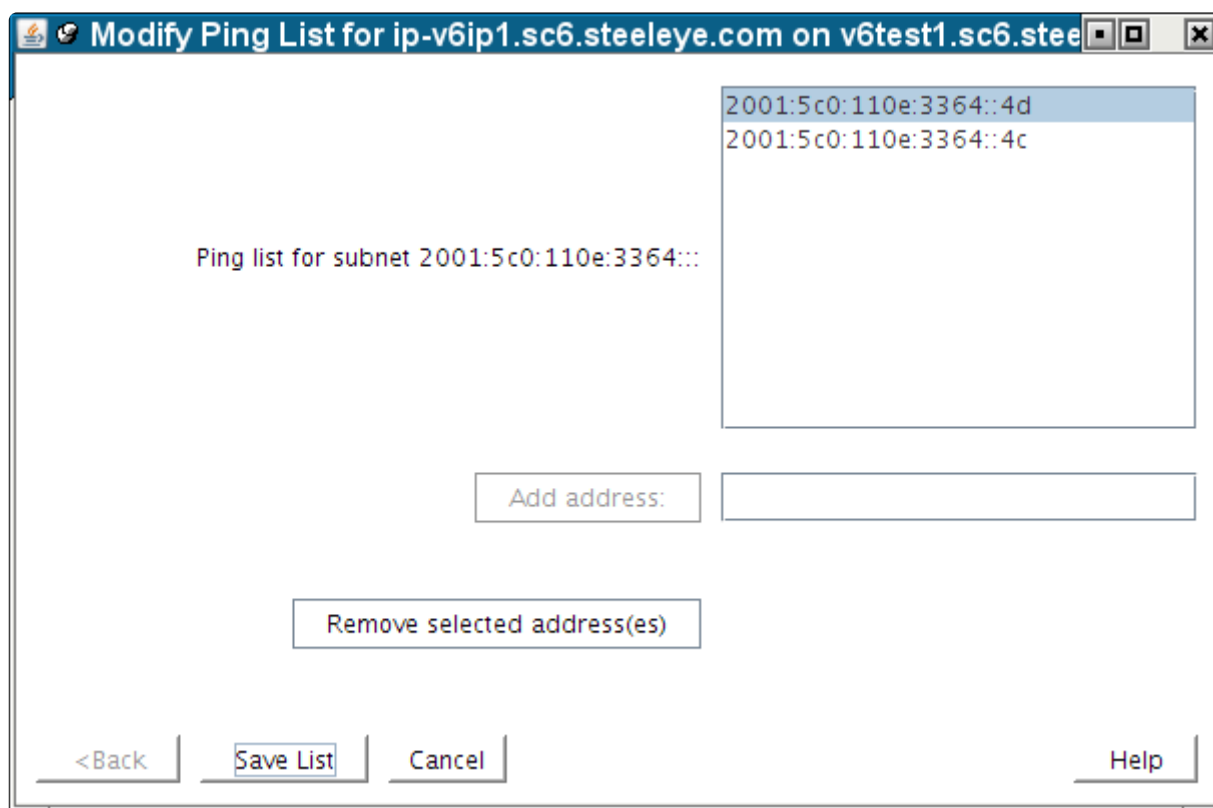 Modify Ping List for ip-v6ip1.sc6.steeleye.com on v6test1.sc6.stee
2001:5c0:110e:3364::4d
2001:5c0:110e:3364::4c
Ping list for subnet 2001:5c0:110e:3364:::
Add address:
Remove selected address(es)
<Back
Save List
Cancel
Help